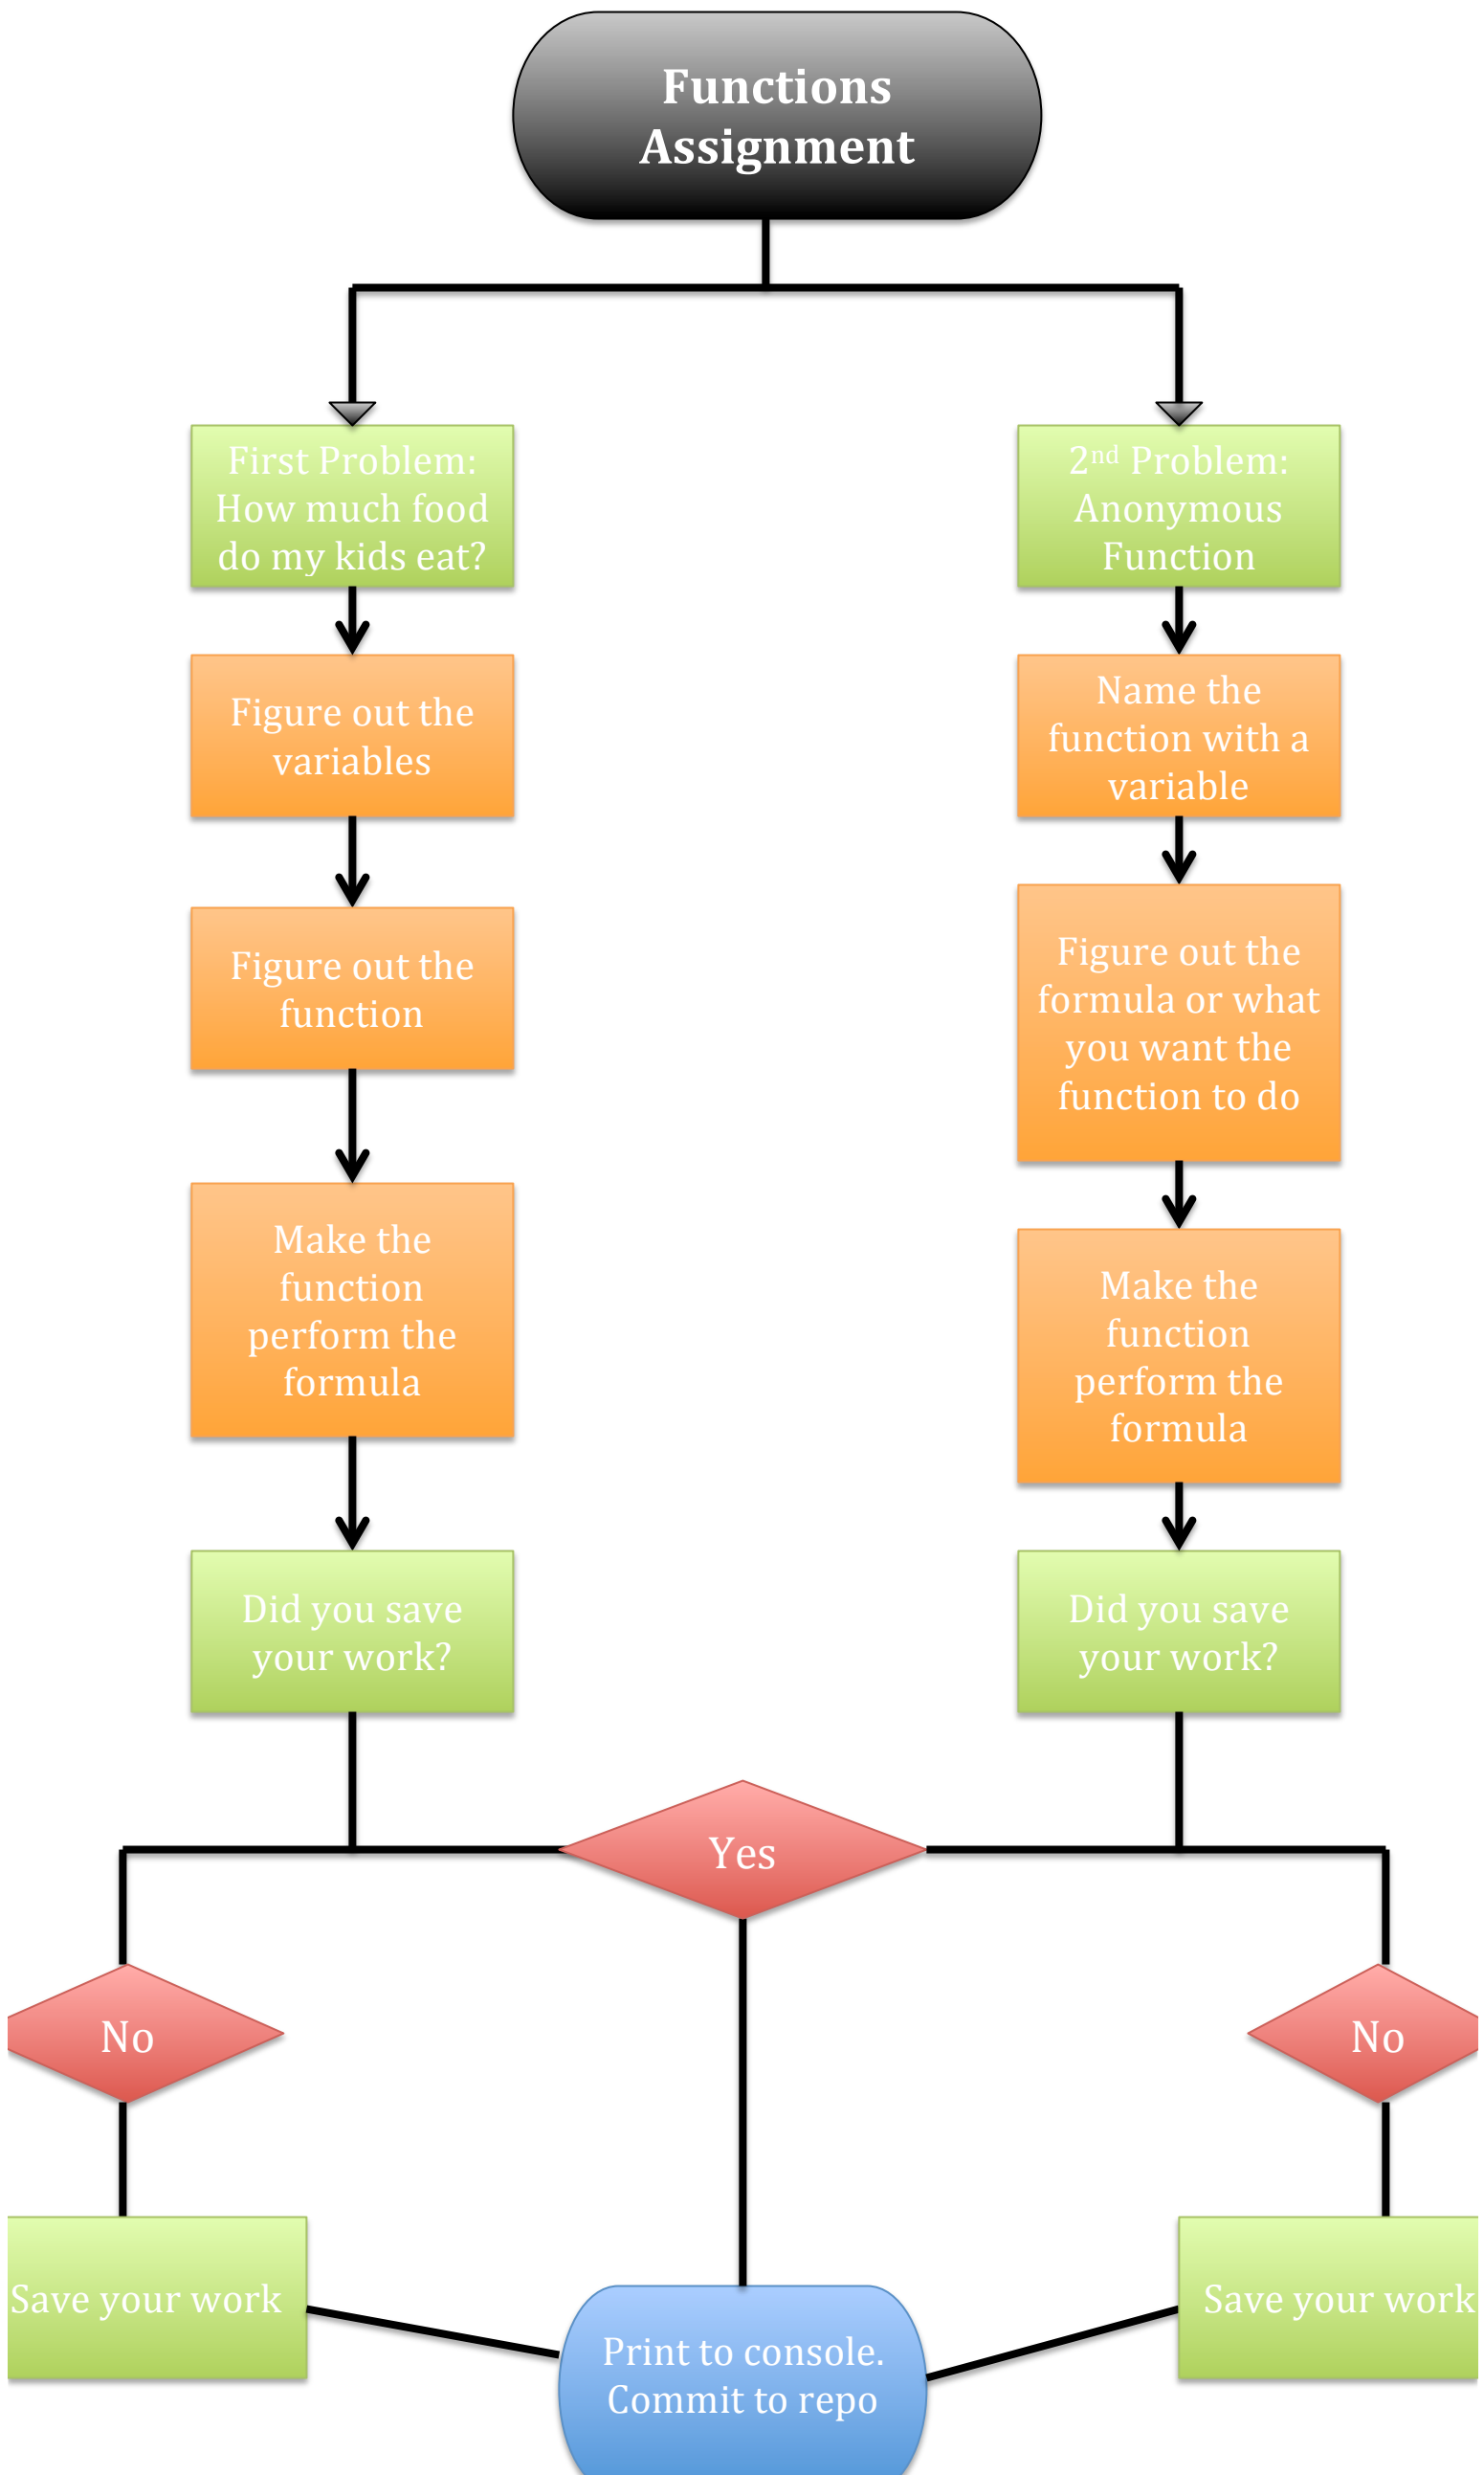 Functions
Assignment
First Problem:
How much food
do my kids eat?
Figure out the
variables
Figure out the
function
Make the
function
perform the
formula
Did you save
your work?
2nd Problem:
Anonymous
Function
Name the
function with a
variable
Figure out the
formula or what
you want the
function to do
Make the
function
perform the
formula
Did you save
your work?
Yes
No
No
Save your work
Save your work
Print to console.
Commit to repo